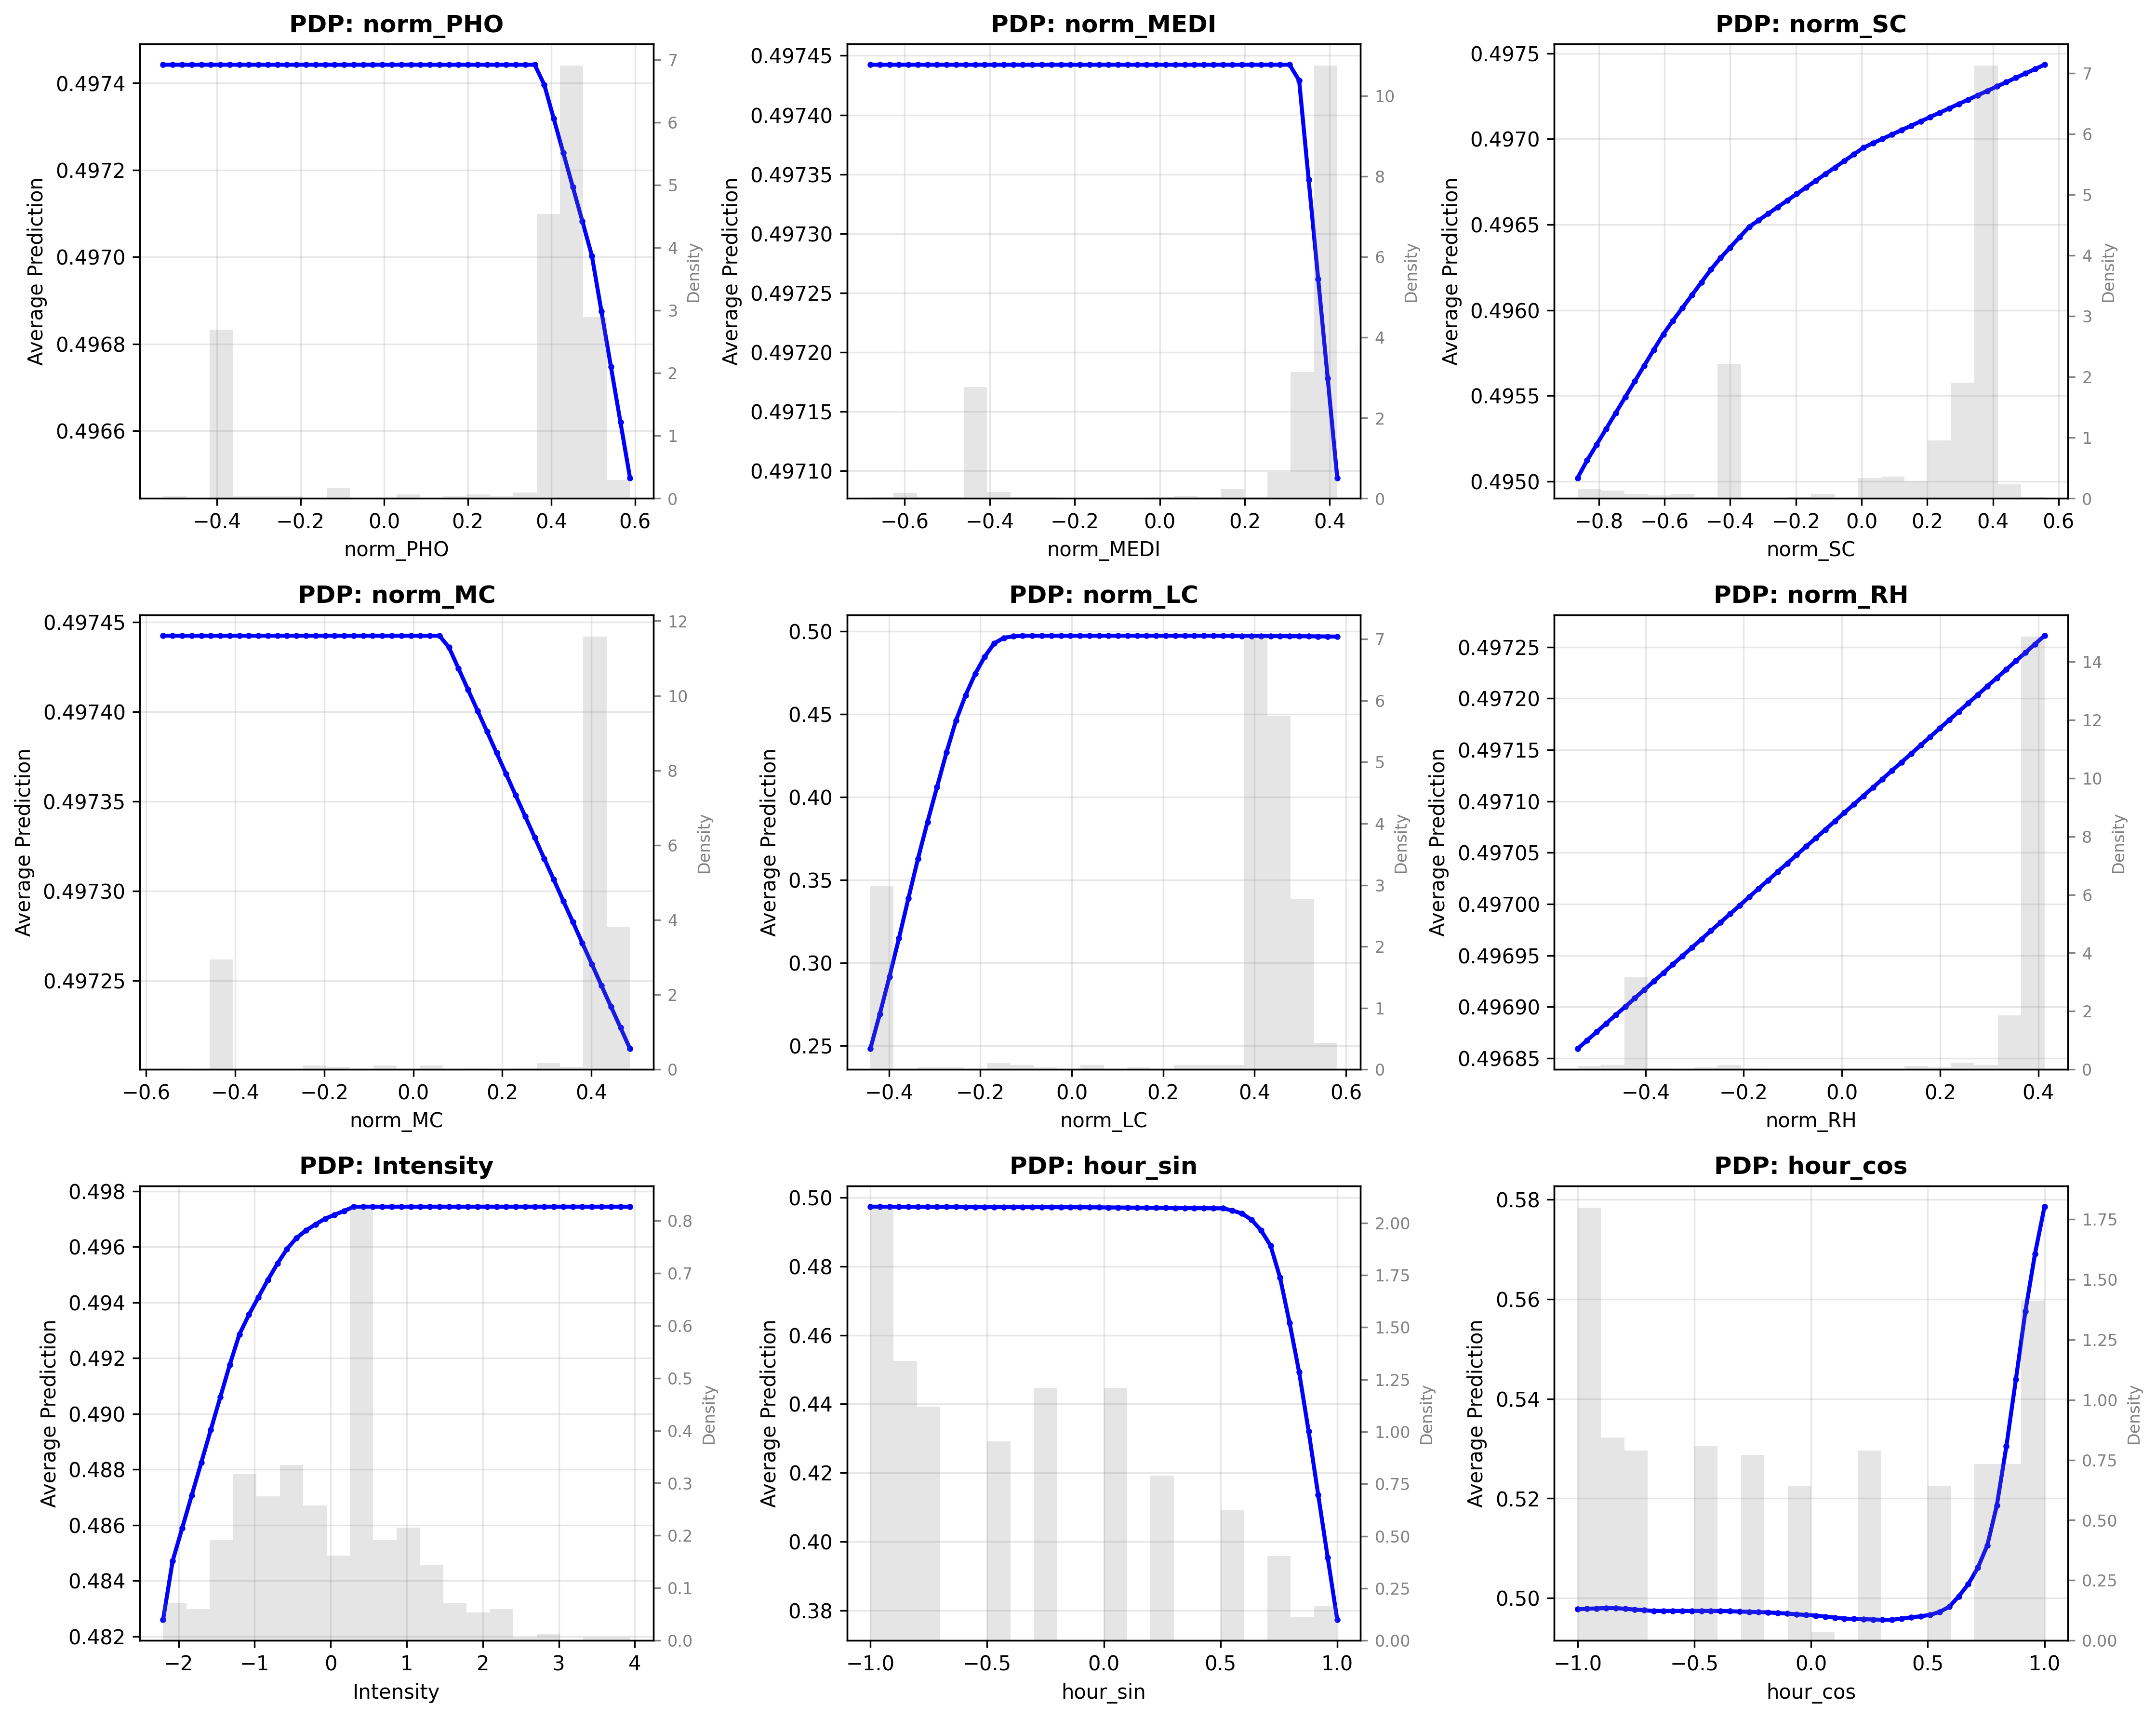 PDP: norm_PHO
0.4974
0.4972
0.4970
0.4968
0.4966
Average Prediction
7
6
5
4
3
2
1
0
Density
−0.4 −0.2 0.0 0.2 0.4 0.6
norm_PHO
PDP: norm_MEDI
0.49745
0.49740
0.49735
0.49730
0.49725
0.49720
0.49715
0.49710
Average Prediction
10
8
6
4
2
0
Density
−0.6 −0.4 −0.2 0.0 0.2 0.4
norm_MEDI
PDP: norm_SC
0.4975
0.4970
0.4965
0.4960
0.4955
0.4950
Average Prediction
7
6
5
4
3
2
1
0
Density
−0.8 −0.6 −0.4 −0.2 0.0 0.2 0.4 0.6
norm_SC
PDP: norm_MC
0.49745
0.49740
0.49735
0.49730
0.49725
Average Prediction
12
10
8
6
4
2
0
Density
−0.6 −0.4 −0.2 0.0 0.2 0.4
norm_MC
PDP: norm_LC
0.50
0.45
0.40
0.35
0.30
0.25
Average Prediction
7
6
5
4
3
2
1
0
Density
−0.4 −0.2 0.0 0.2 0.4 0.6
norm_LC
PDP: norm_RH
0.49725
0.49720
0.49715
0.49710
0.49705
0.49700
0.49695
0.49690
0.49685
Average Prediction
14
12
10
8
6
4
2
0
Density
−0.4 −0.2 0.0 0.2 0.4
norm_RH
PDP: Intensity
0.498
0.496
0.494
0.492
0.490
0.488
0.486
0.484
0.482
Average Prediction
0.8
0.7
0.6
0.5
0.4
0.3
0.2
0.1
0.0
Density
−2 −1 0 1 2 3 4
Intensity
PDP: hour_sin
0.50
0.48
0.46
0.44
0.42
0.40
0.38
Average Prediction
2.00
1.75
1.50
1.25
1.00
0.75
0.50
0.25
0.00
Density
−1.0 −0.5 0.0 0.5 1.0
hour_sin
PDP: hour_cos
0.58
0.56
0.54
0.52
0.50
Average Prediction
1.75
1.50
1.25
1.00
0.75
0.50
0.25
0.00
Density
−1.0 −0.5 0.0 0.5 1.0
hour_cos